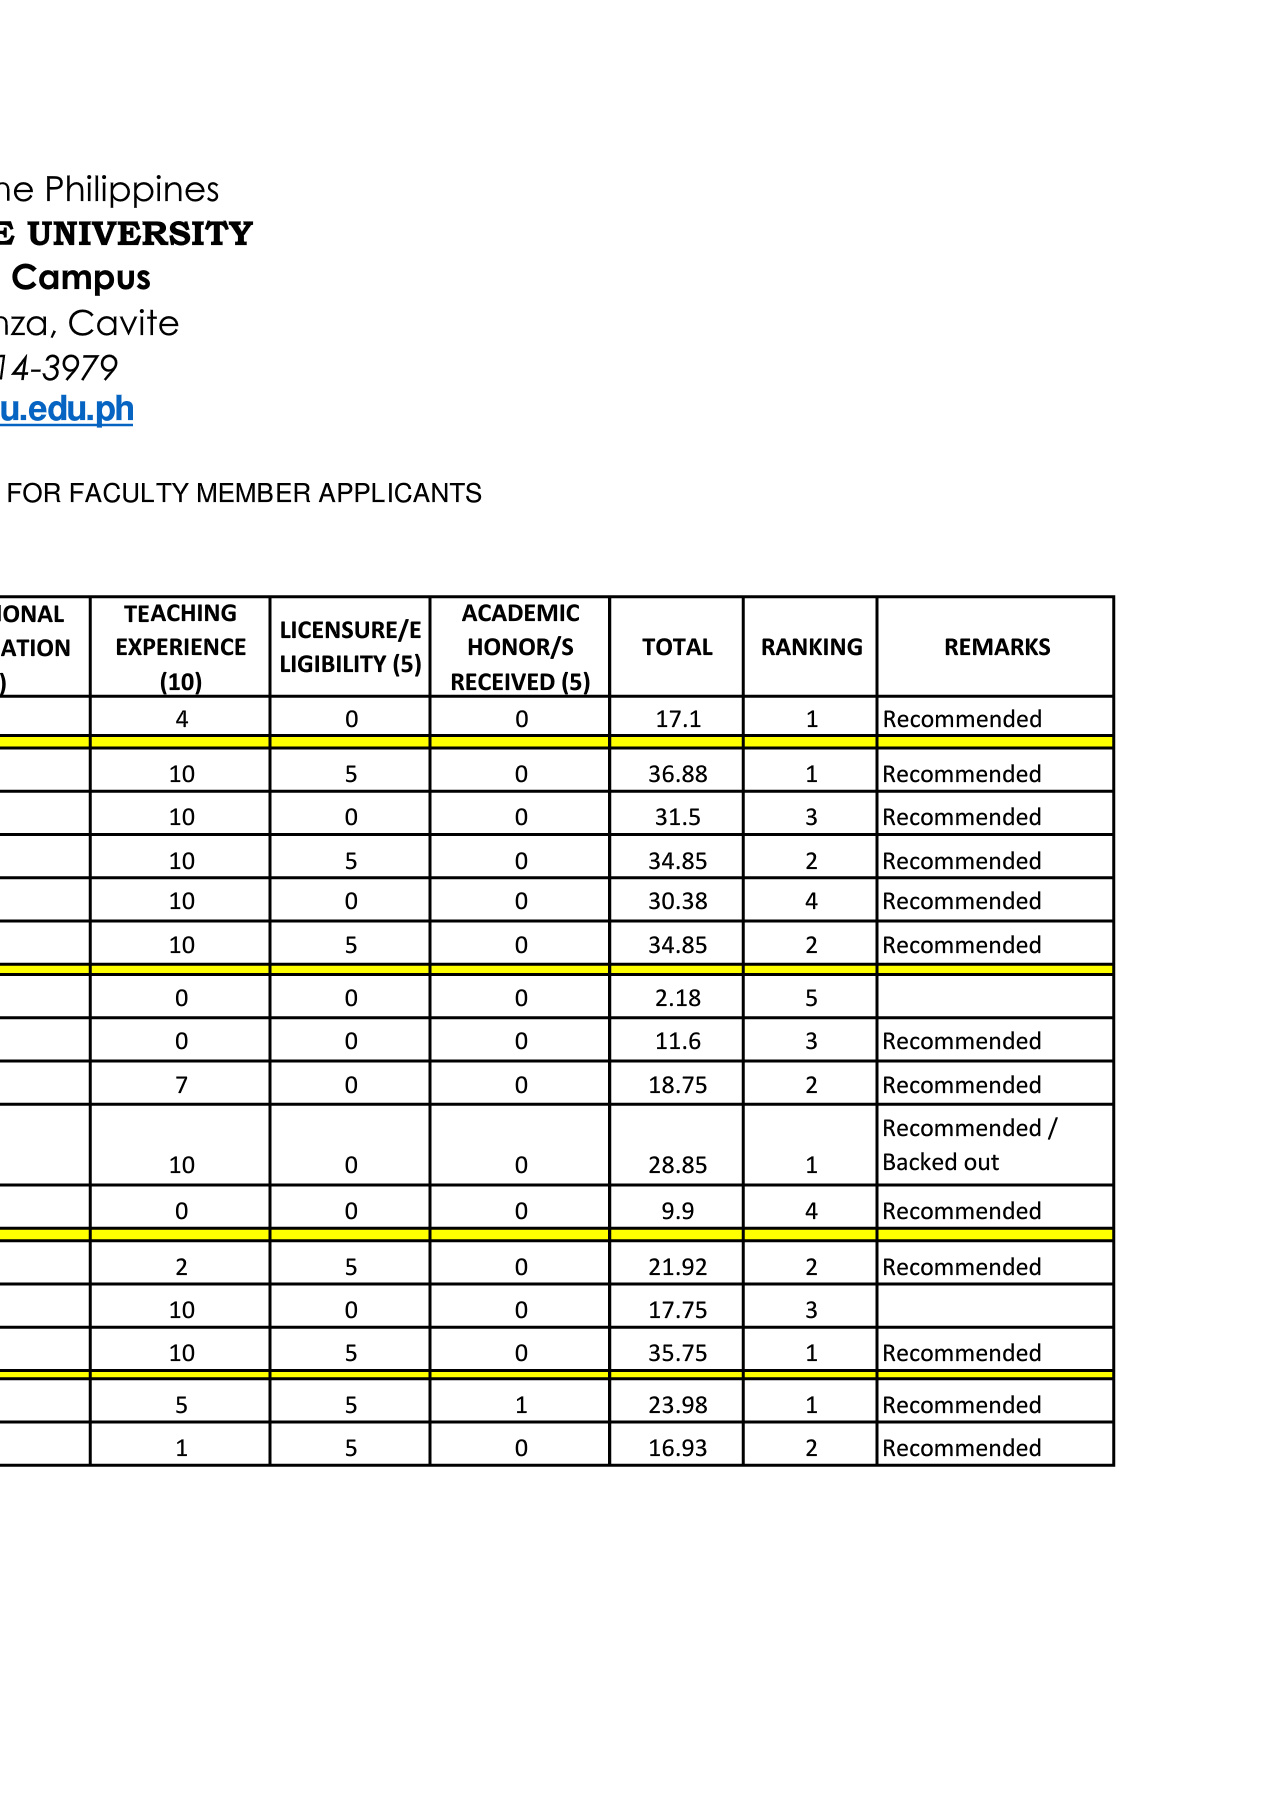 ne Philippines
E UNIVERSITY
Campus
nza, Cavite
14-3979
u.edu.ph
FOR FACULTY MEMBER APPLICANTS
IONAL ATION ) TEACHING EXPERIENCE (10) LICENSURE/E LIGIBILITY (5) ACADEMIC HONOR/S RECEIVED (5) TOTAL RANKING REMARKS
4 0 0 17.1 1 Recommended
10 5 0 36.88 1 Recommended
10 0 0 31.5 3 Recommended
10 5 0 34.85 2 Recommended
10 0 0 30.38 4 Recommended
10 5 0 34.85 2 Recommended
0 0 0 2.18 5
0 0 0 11.6 3 Recommended
7 0 0 18.75 2 Recommended
10 0 0 28.85 1 Recommended / Backed out
0 0 0 9.9 4 Recommended
2 5 0 21.92 2 Recommended
10 0 0 17.75 3
10 5 0 35.75 1 Recommended
5 5 1 23.98 1 Recommended
1 5 0 16.93 2 Recommended